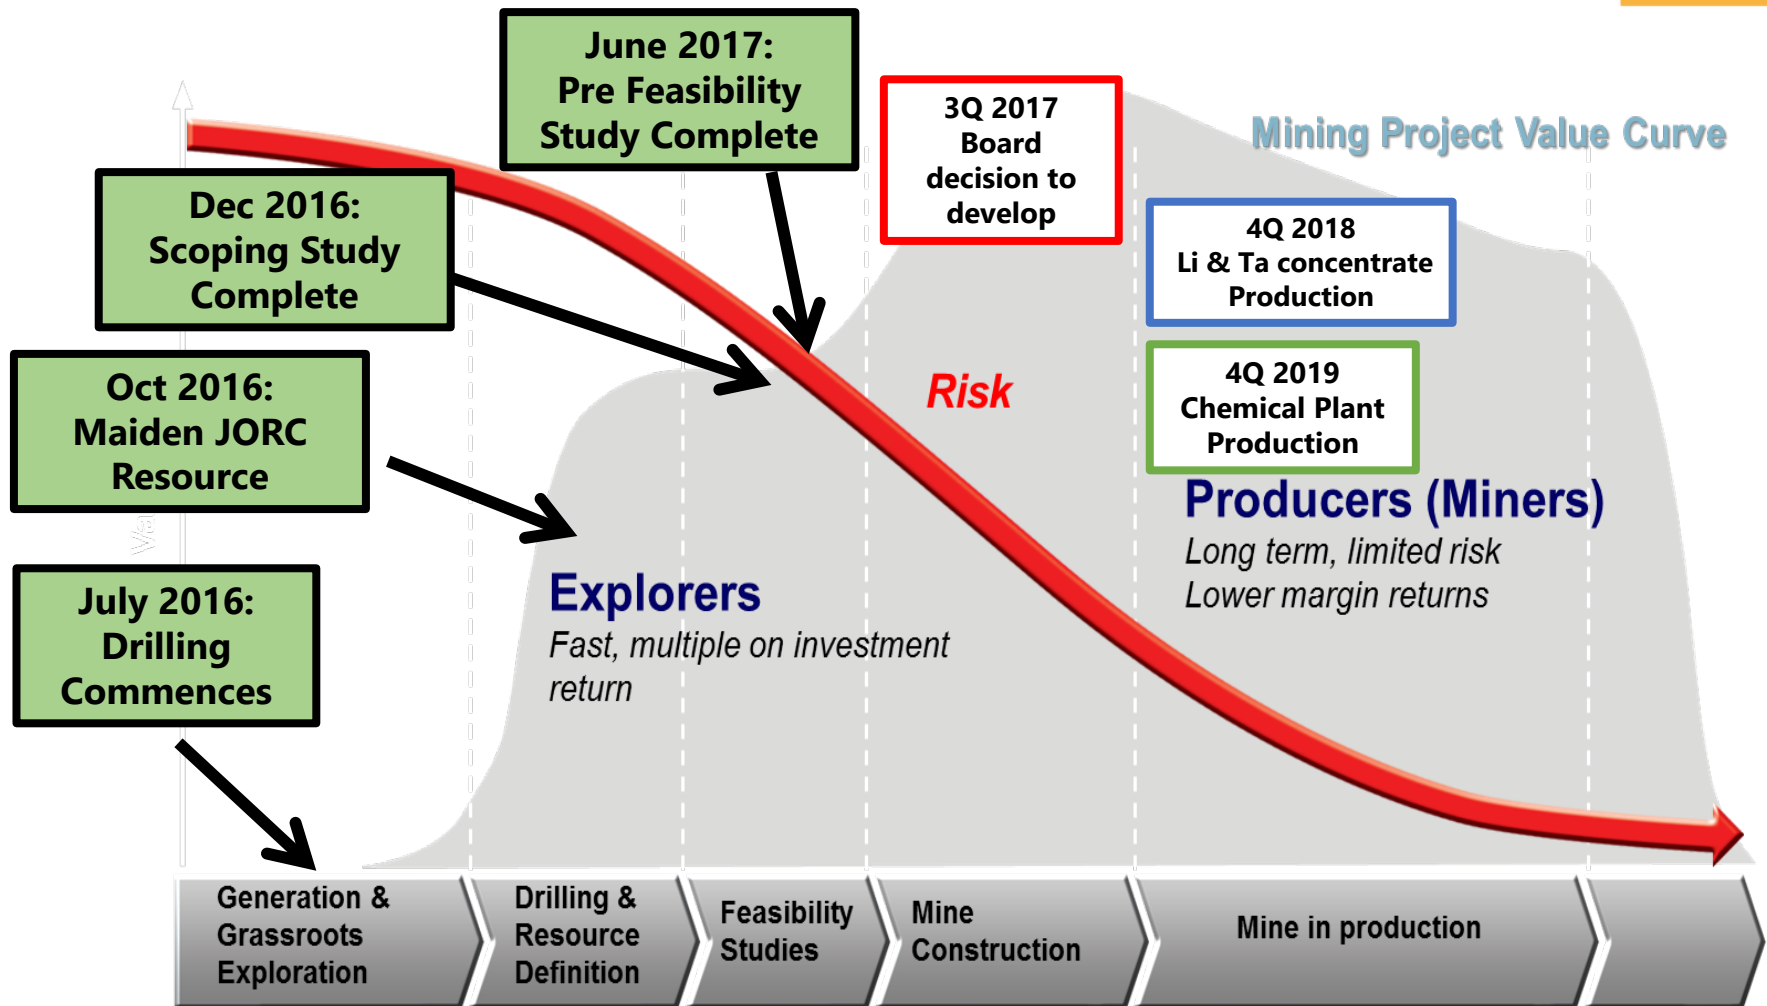 June 2017:
Pre Feasibility
Study Complete
3Q 2017
Board
decision to
develop
Mining Project Value Curve
Dec 2016:
Scoping Study
Complete
4Q 2018
Li & Ta concentrate
Production
Oct 2016:
Maiden JORC
Resource
Risk
4Q 2019
Chemical Plant
Production
Producers (Miners)
Long term, limited risk
Lower margin returns
July 2016:
Drilling
Commences
Explorers
Fast, multiple on investment
return
Generation &
Grassroots
Exploration
Drilling &
Resource
Definition
Feasibility
Studies
Mine
Construction
Mine in production